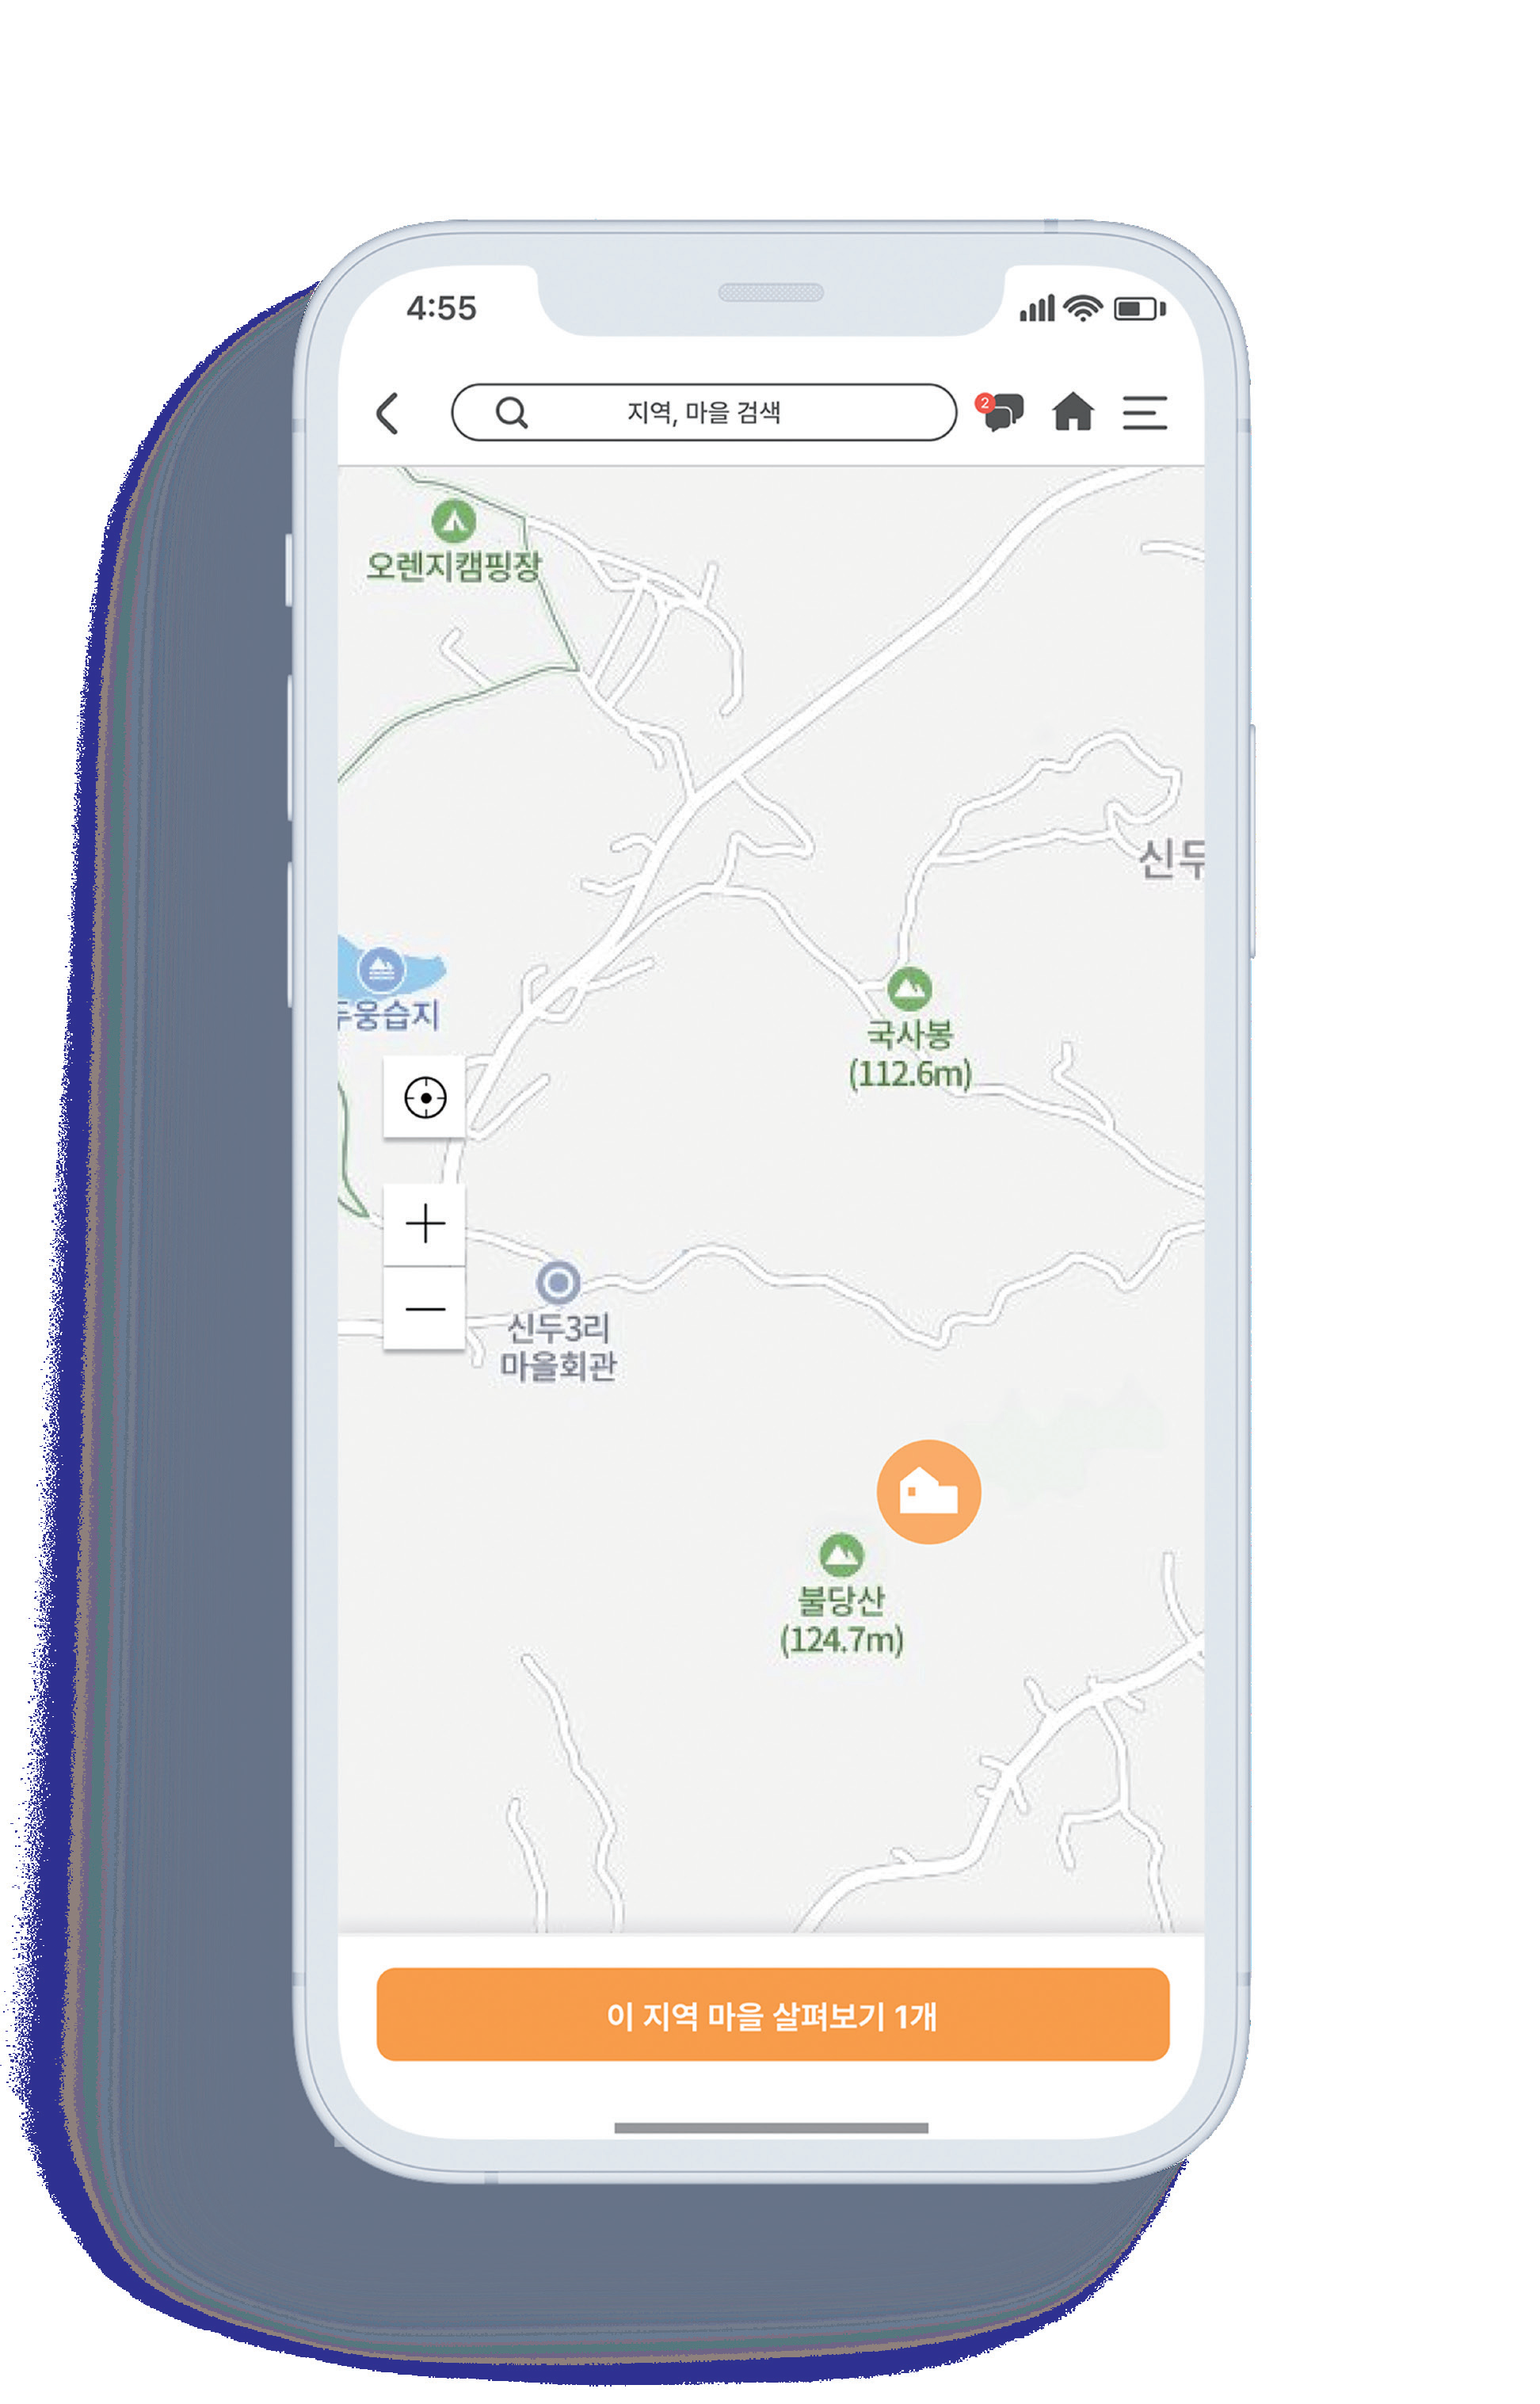 4:55
지역, 마을 검색
2
오렌지캠핑장
신두
두웅습지
국사봉
(112.6m)
신두3리
마을회관
불당산
(124.7m)
이 지역 마을 살펴보기 1개